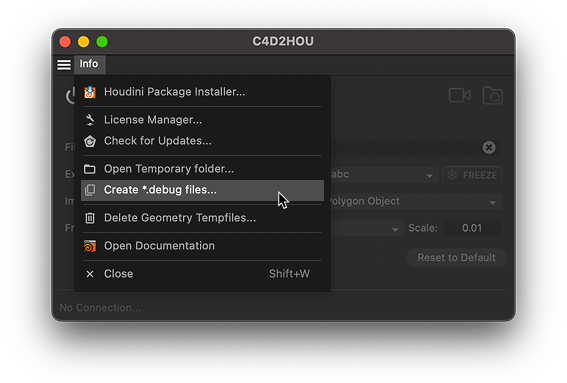 C4D2HOU
Info
Houdini Package Installer...
License Manager...
Check for Updates...
Open Temporary folder...
Create *.debug files...
Delete Geometry Tempfiles...
Open Documentation
Close Shift+W
abc
FREEZE
Polygon Object
Scale: 0.01
Reset to Default
No Connection...